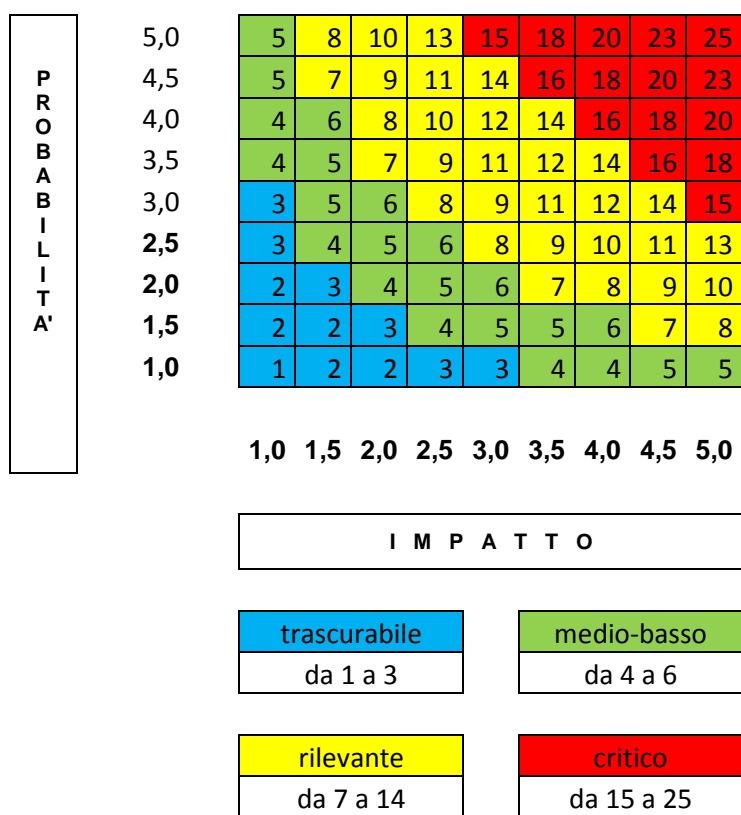 PROBABILITA'
5,0 5 8 10 13 15 18 20 23 25
4,5 5 7 9 11 14 16 18 20 23
4,0 4 6 8 10 12 14 16 18 20
3,5 4 5 7 9 11 12 14 16 18
3,0 3 5 6 8 9 11 12 14 15
2,5 3 4 5 6 8 9 10 11 13
2,0 2 3 4 5 6 7 8 9 10
1,5 2 2 3 4 5 5 6 7 8
1,0 1 2 2 3 3 4 4 5 5
1,0 1,5 2,0 2,5 3,0 3,5 4,0 4,5 5,0
I M P A T T O
trascurabile medio-basso
da 1 a 3 da 4 a 6
rilevante critico
da 7 a 14 da 15 a 25